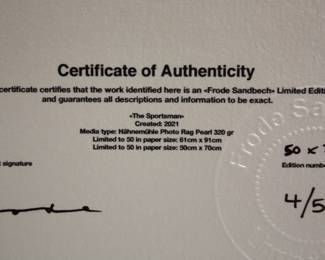 Certificate of Authenticity
certificate certifies that the work identified here is an «Frode Sandbech» Limited Editi
and guarantees all descriptions and information to be exact.
«The Sportsman»
Created: 2021
Media type: Hähnemühle Photo Rag Pearl 320 gr
Limited to 50 in paper size: 61cm x 91cm
Limited to 50 in paper size: 50cm x 70cm
t signature
Edition numbe
50 x
4/5
Frode Sa